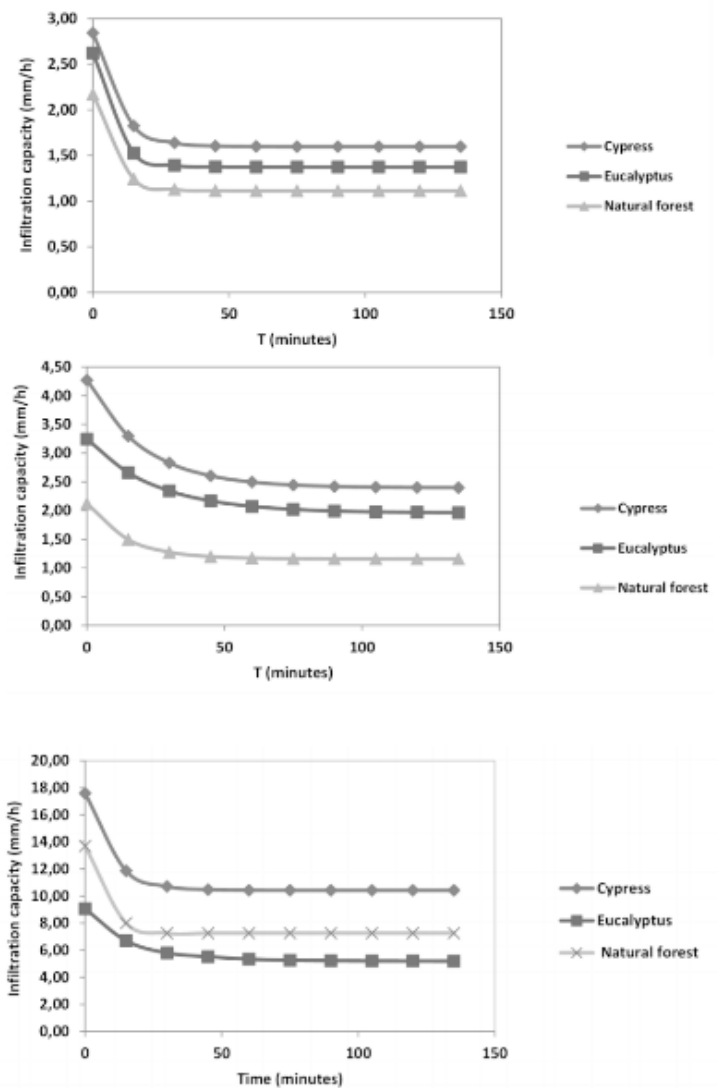 3,00
2,50
2,00
1,50
1,00
0,50
0,00
Infiltration capacity (mm/h)
0 50 100 150
T (minutes)
Cypress
Eucalyptus
Natural forest
4,50
4,00
3,50
3,00
2,50
2,00
1,50
1,00
0,50
0,00
Infiltration capacity (mm/h)
0 50 100 150
T (minutes)
Cypress
Eucalyptus
Natural forest
20,00
18,00
16,00
14,00
12,00
10,00
8,00
6,00
4,00
2,00
0,00
Infiltration capacity (mm/h)
0 50 100 150
Time (minutes)
Cypress
Eucalyptus
Natural forest